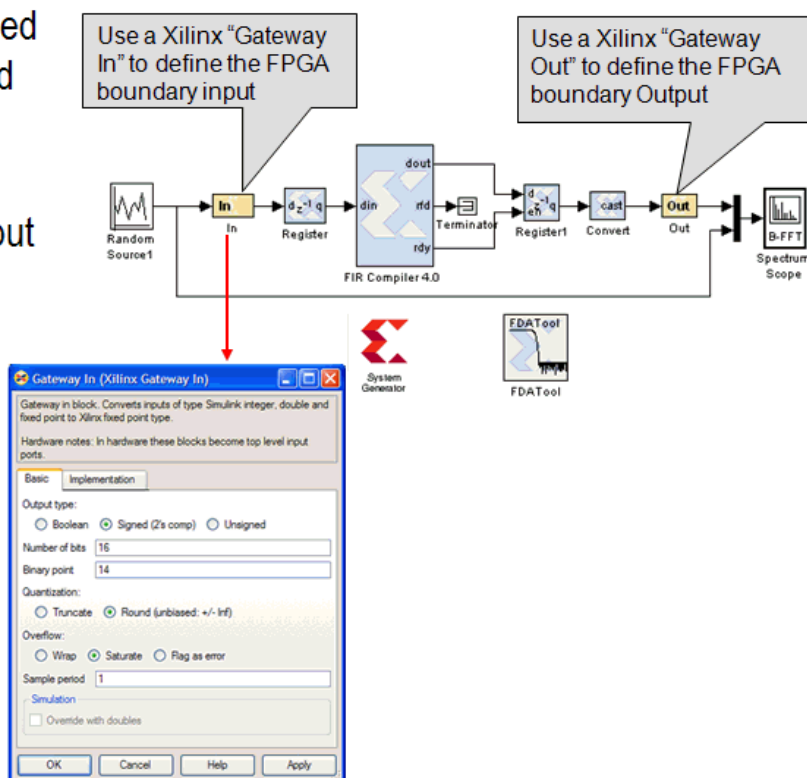 Use a Xilinx “Gateway
In” to define the FPGA
boundary input
Use a Xilinx “Gateway
Out” to define the FPGA
boundary Output
Random
Source1
In
In
d z-1 q
Register
din
dout
rfd
rdy
FIR Compiler 4.0
Terminator
d
z-1 q
en
Register1
cast
Convert
Out
Out
B-FFT
Spectrum
Scope
System
Generator
FDATool
FDATool
Gateway In (Xilinx Gateway In)
Gateway in block. Converts inputs of type Simulink integer, double and
fixed point to Xilinx fixed point type.
Hardware notes: In hardware these blocks become top level input
ports.
Basic Implementation
Output type:
Boolean Signed (2's comp) Unsigned
Number of bits 16
Binary point 14
Quantization:
Truncate Round (unbiased: +/- Inf)
Overflow:
Wrap Saturate Flag as error
Sample period 1
Simulation
Override with doubles
OK Cancel Help Apply